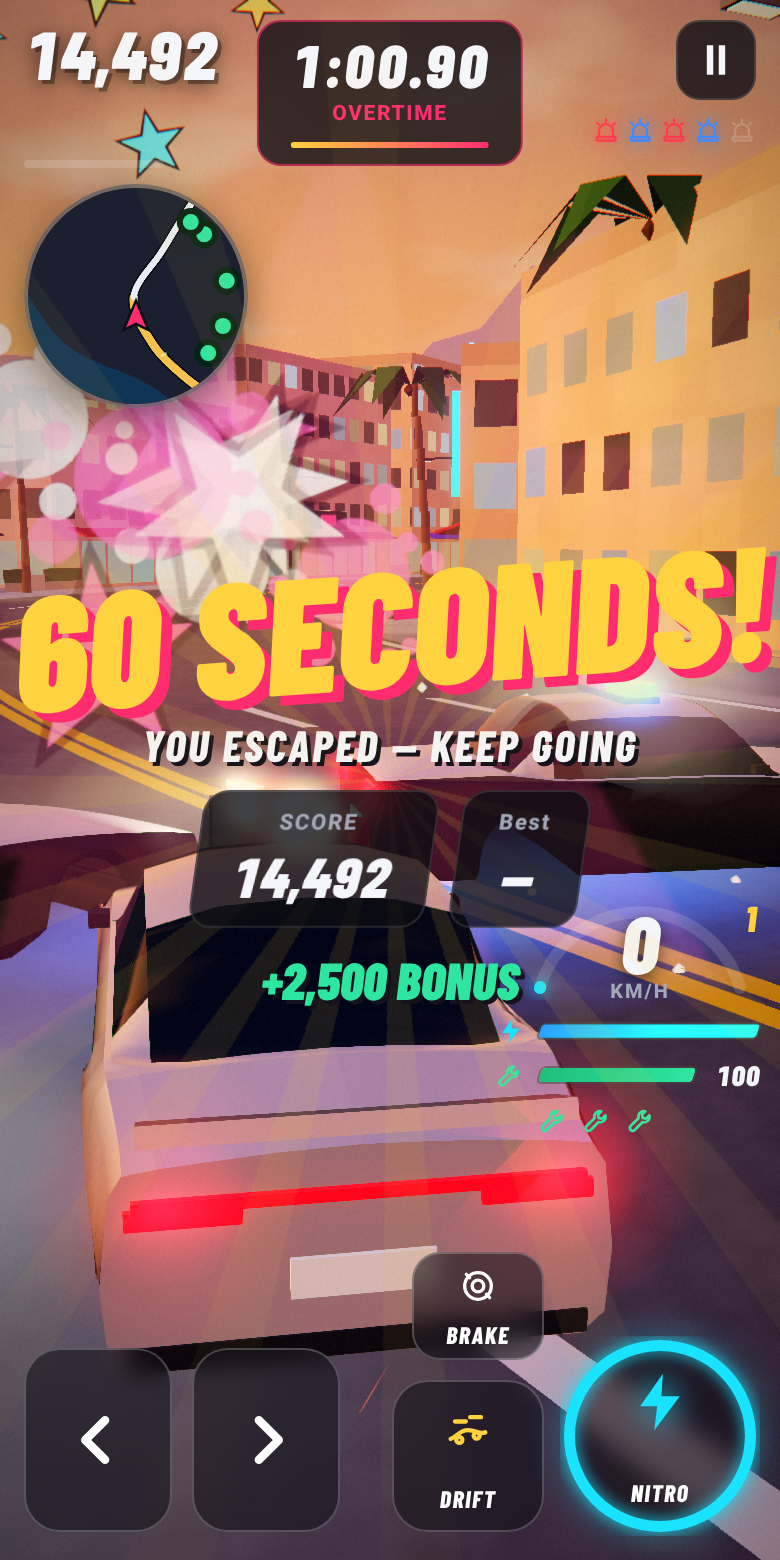 14,492
1:00.90
OVERTIME
60 SECONDS!
YOU ESCAPED – KEEP GOING
SCORE
14,492
Best
–
+2,500 BONUS
1
0
KM/H
100
BRAKE
DRIFT
NITRO